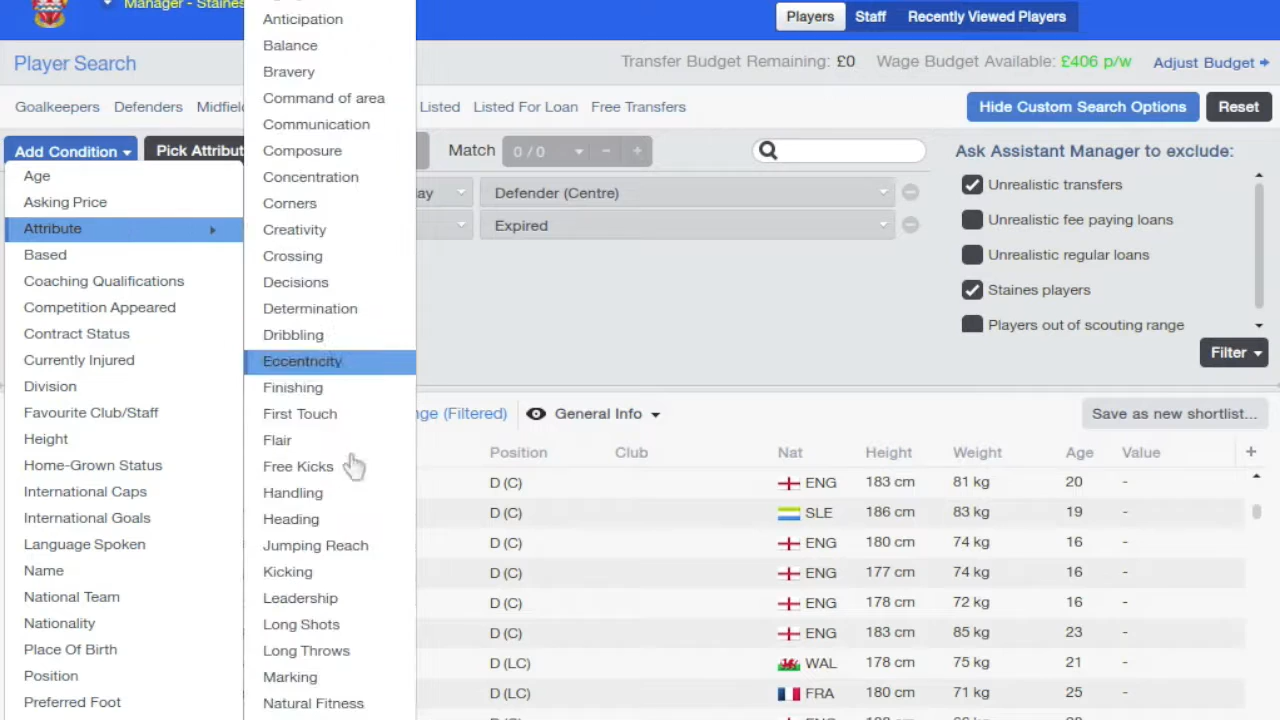 Manager - Staines
Players
Staff
Recently Viewed Players
Player Search
Transfer Budget Remaining: £0
Wage Budget Available: £406 p/w
Adjust Budget
Goalkeepers
Defenders
Listed
Listed For Loan
Free Transfers
Hide Custom Search Options
Reset
Add Condition
Match
0 / 0
Ask Assistant Manager to exclude:
Unrealistic transfers
Unrealistic fee paying loans
Unrealistic regular loans
Staines players
Players out of scouting range
Filter
Defender (Centre)
Expired
Age
Asking Price
Attribute
Based
Coaching Qualifications
Competition Appeared
Contract Status
Currently Injured
Division
Favourite Club/Staff
Height
Home-Grown Status
International Caps
International Goals
Language Spoken
Name
National Team
Nationality
Place Of Birth
Position
Preferred Foot
Anticipation
Balance
Bravery
Command of area
Communication
Composure
Concentration
Corners
Creativity
Crossing
Decisions
Determination
Dribbling
Eccentricity
Finishing
First Touch
Flair
Free Kicks
Handling
Heading
Jumping Reach
Kicking
Leadership
Long Shots
Long Throws
Marking
Natural Fitness
(Filtered)
General Info
Save as new shortlist...
Position Club Nat Height Weight Age Value +
D (C) ENG 183 cm 81 kg 20 -
D (C) SLE 186 cm 83 kg 19 -
D (C) ENG 180 cm 74 kg 16 -
D (C) ENG 177 cm 74 kg 16 -
D (C) ENG 178 cm 72 kg 16 -
D (C) ENG 183 cm 85 kg 23 -
D (LC) WAL 178 cm 75 kg 21 -
D (LC) FRA 180 cm 71 kg 25 -